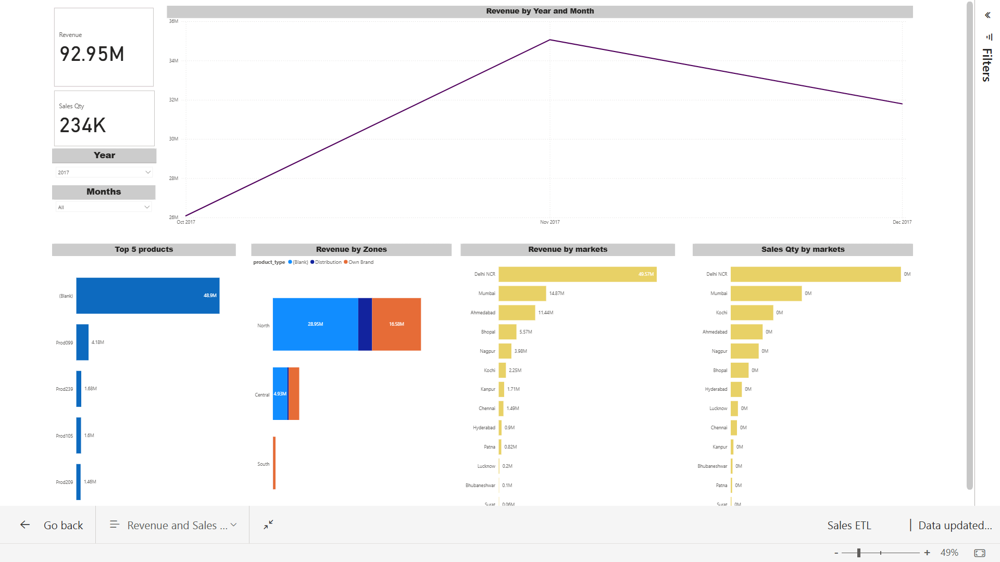 Revenue
92.95M
Sales Qty
234K
Year
2017
Months
All
Revenue by Year and Month
36M
34M
32M
30M
28M
26M
Oct 2017
Nov 2017
Dec 2017
Top 5 products
(Blank)
48.9M
Prod099
4.18M
Prod239
1.68M
Prod105
1.6M
Prod209
1.46M
Revenue by Zones
product_type (Blank) Distribution Own Brand
North
28.95M
16.58M
Central
4.93M
South
Revenue by markets
Delhi NCR 49.57M
Mumbai 14.87M
Ahmedabad 11.44M
Bhopal 5.57M
Nagpur 3.98M
Kochi 2.25M
Kanpur 1.71M
Chennai 1.49M
Hyderabad 0.9M
Patna 0.82M
Lucknow 0.2M
Bhubaneshwar 0.1M
Surat 0.06M
Sales Qty by markets
Delhi NCR 0M
Mumbai 0M
Kochi 0M
Ahmedabad 0M
Nagpur 0M
Bhopal 0M
Hyderabad 0M
Lucknow 0M
Chennai 0M
Kanpur 0M
Bhubaneshwar 0M
Patna 0M
Surat 0M
Filters
Go back
Revenue and Sales ...
Sales ETL | Data updated...
- + 49%